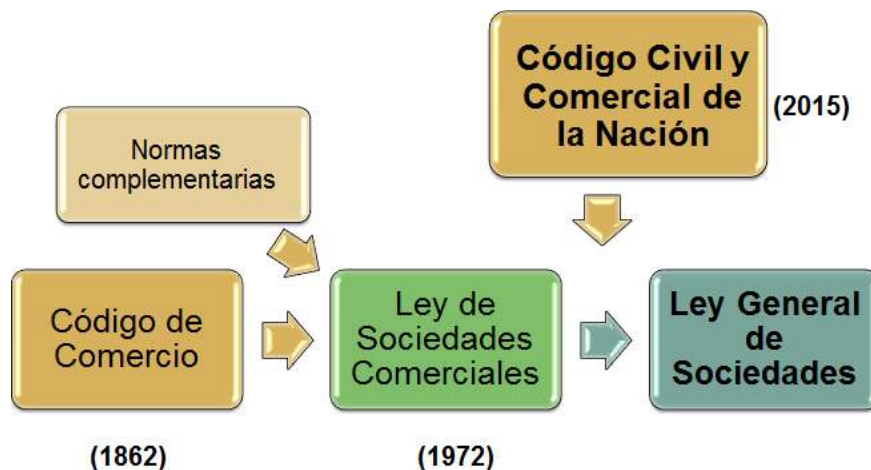 Código Civil y
Comercial de
la Nación
(2015)
Normas
complementarias
Código de
Comercio
Ley de
Sociedades
Comerciales
Ley General
de
Sociedades
(1862)
(1972)